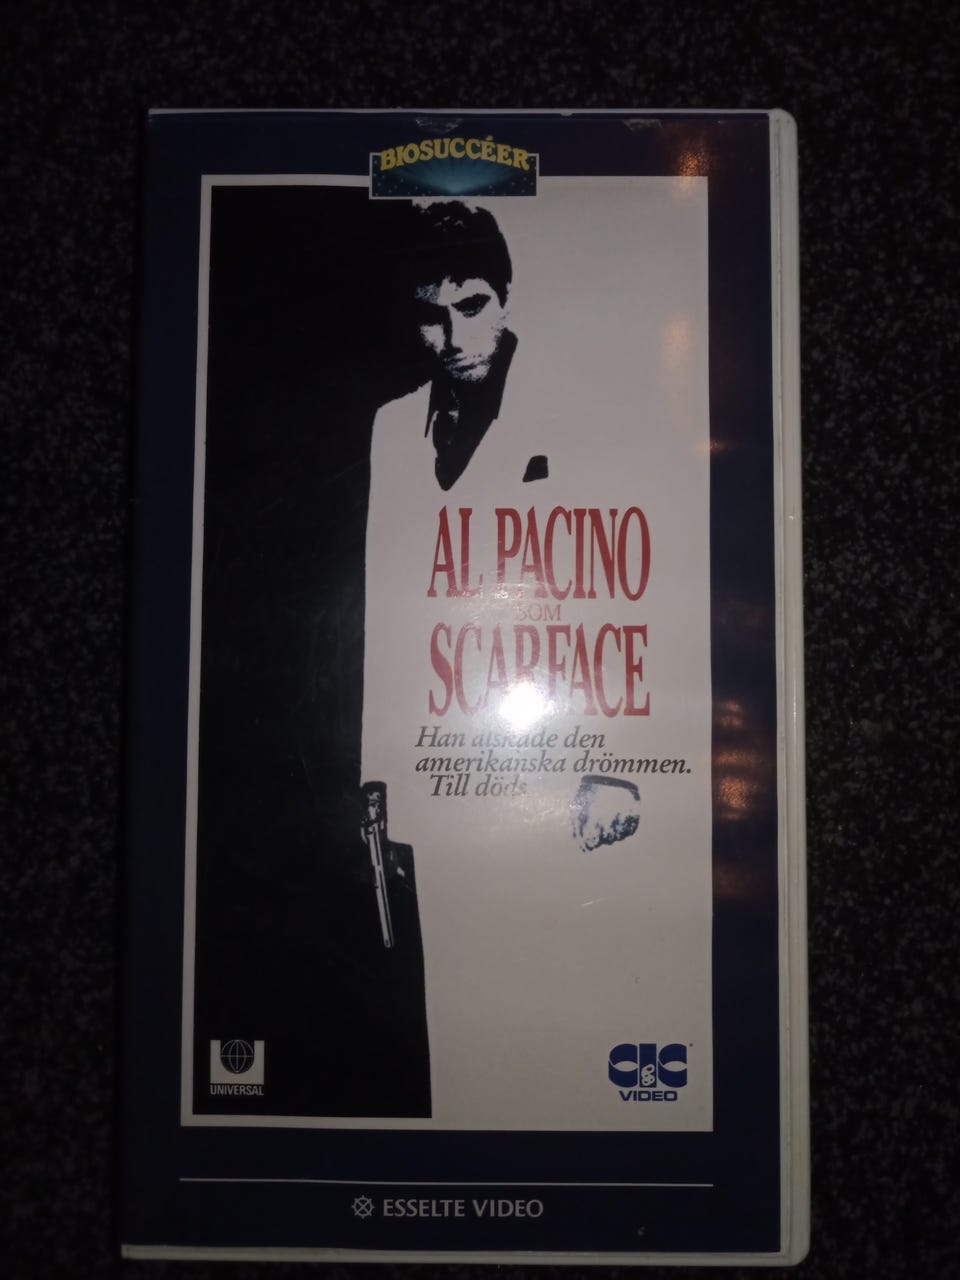 BIOSUCCÉER
AL PACINO
SOM
SCARFACE
Han älskade den
amerikanska drömmen.
Till döds.
UNIVERSAL
CIC
VIDEO
ESSELTE VIDEO